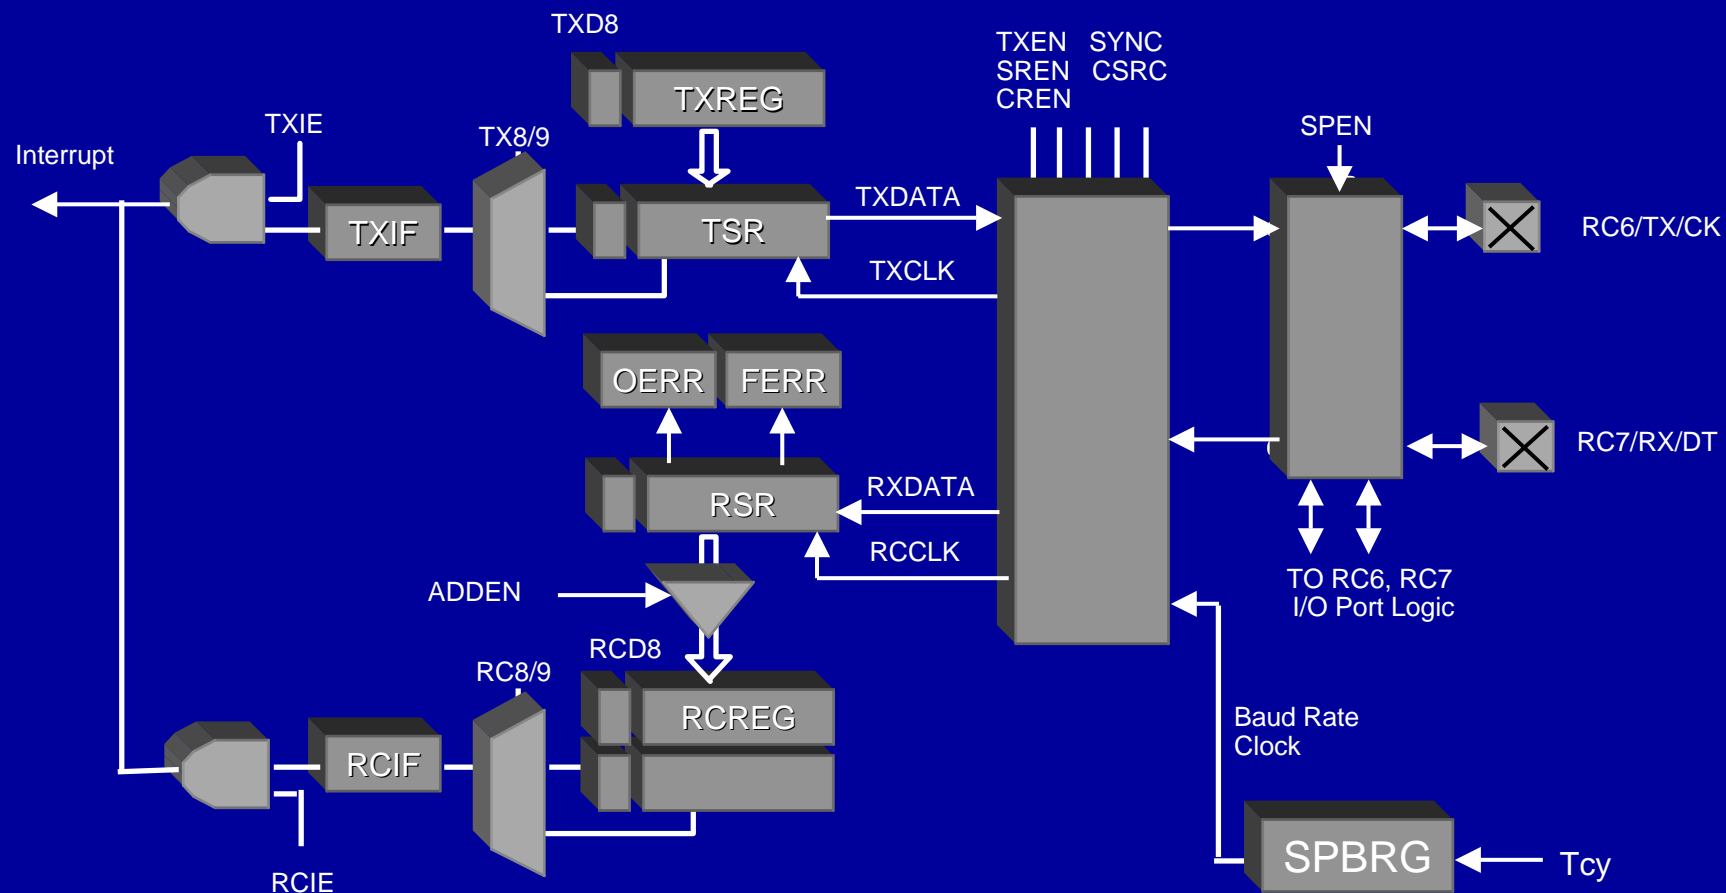 TXD8
TXEN SYNC
SREN CSRC
CREN
TXREG
TXIE
TX8/9
SPEN
Interrupt
TXIF
TSR
TXDATA
RC6/TX/CK
TXCLK
OERR
FERR
RC7/RX/DT
RSR
RXDATA
RCCLK
ADDEN
TO RC6, RC7
I/O Port Logic
RCD8
RC8/9
RCREG
Baud Rate
Clock
RCIF
SPBRG
Tcy
RCIE